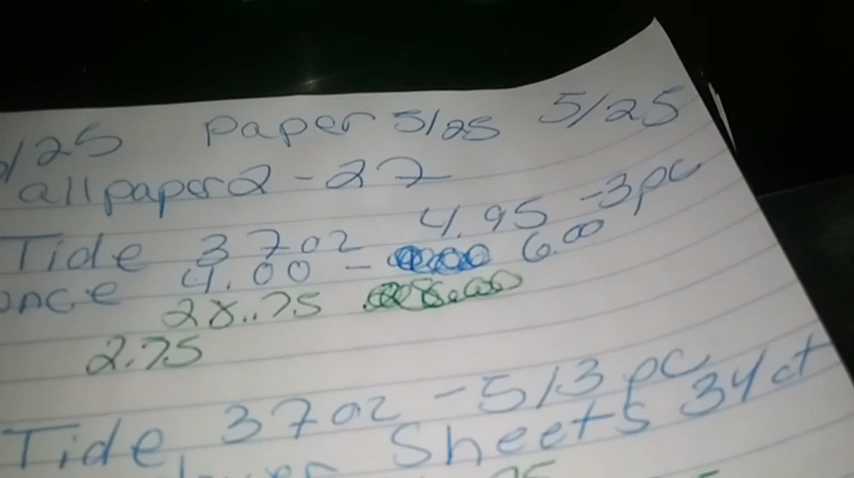 /25 paper 5/25 5/25
allpaper 2 - 27
Tide 37oz 4.95 - 3pc
once 4.00 - 6.00
28..75
2.75
Tide 37oz - 5/3 pc
Sheets 34ct